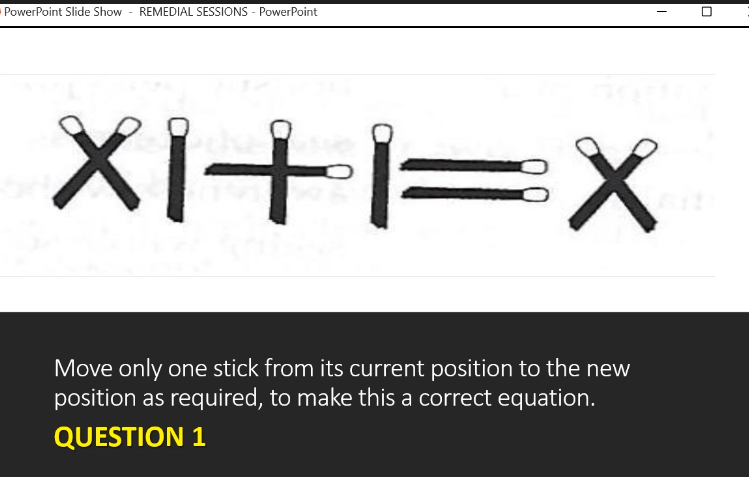 PowerPoint Slide Show - REMEDIAL SESSIONS - PowerPoint
XI+I=X
Move only one stick from its current position to the new
position as required, to make this a correct equation.
QUESTION 1